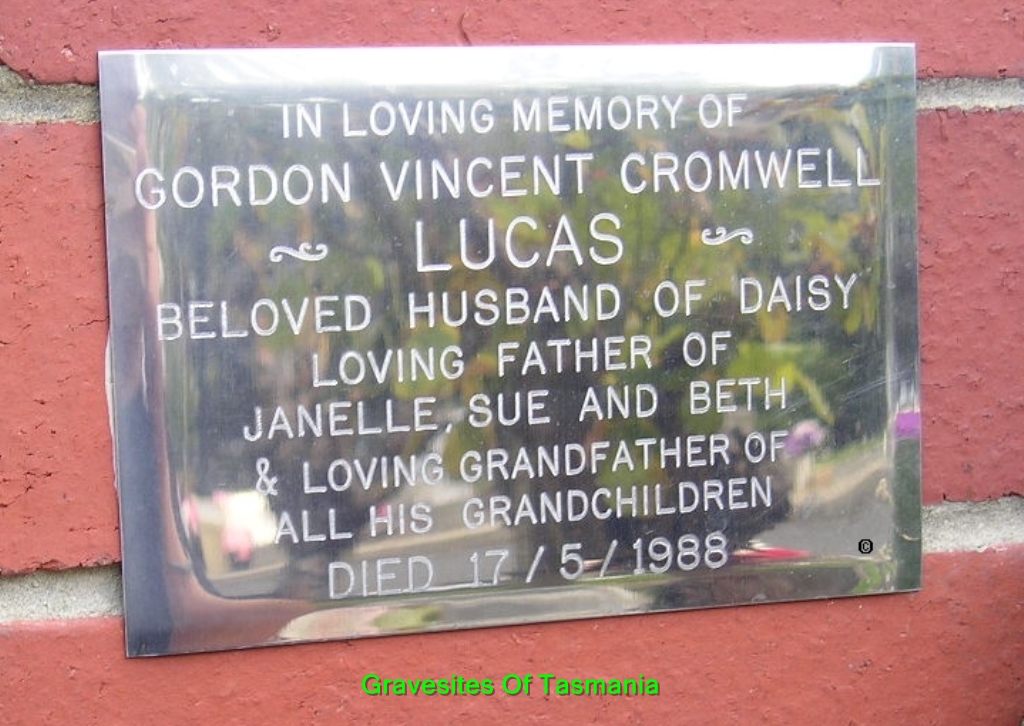 IN LOVING MEMORY OF
GORDON VINCENT CROMWELL
LUCAS
BELOVED HUSBAND OF DAISY
LOVING FATHER OF
JANELLE, SUE AND BETH
& LOVING GRANDFATHER OF
ALL HIS GRANDCHILDREN
DIED 17/5/1988
©
Gravesites Of Tasmania